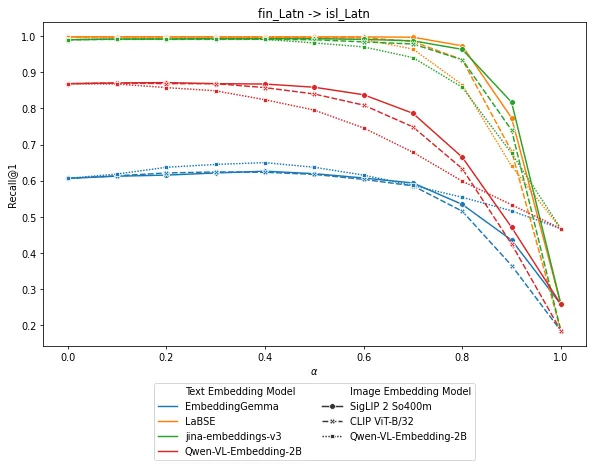 fin_Latn -> isl_Latn
Recall@1
1.0
0.9
0.8
0.7
0.6
0.5
0.4
0.3
0.2
0.0 0.2 0.4 0.6 0.8 1.0
α
Text Embedding Model
EmbeddingGemma
LaBSE
jina-embeddings-v3
Qwen-VL-Embedding-2B
Image Embedding Model
SigLIP 2 So400m
CLIP ViT-B/32
Qwen-VL-Embedding-2B